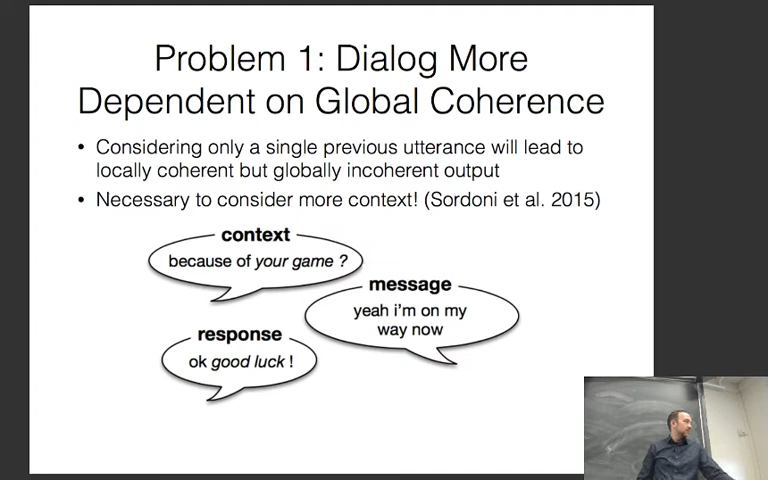 Problem 1: Dialog More
Dependent on Global Coherence
• Considering only a single previous utterance will lead to
locally coherent but globally incoherent output
• Necessary to consider more context! (Sordoni et al. 2015)
context
because of your game ?
message
yeah i'm on my
way now
response
ok good luck !